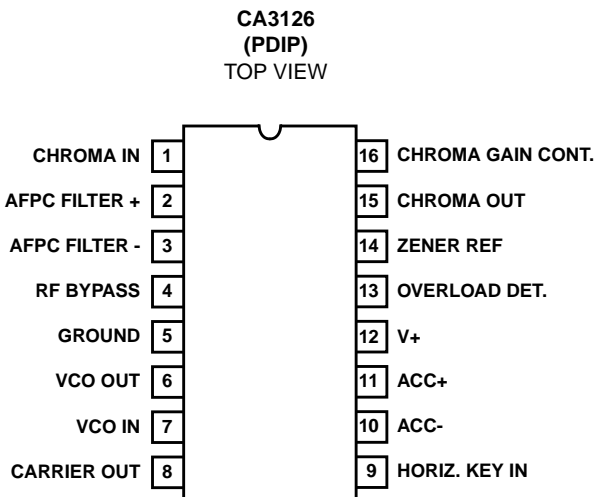 CA3126
(PDIP)
TOP VIEW
CHROMA IN 1 16 CHROMA GAIN CONT.
AFPC FILTER + 2 15 CHROMA OUT
AFPC FILTER - 3 14 ZENER REF
RF BYPASS 4 13 OVERLOAD DET.
GROUND 5 12 V+
VCO OUT 6 11 ACC+
VCO IN 7 10 ACC-
CARRIER OUT 8 9 HORIZ. KEY IN